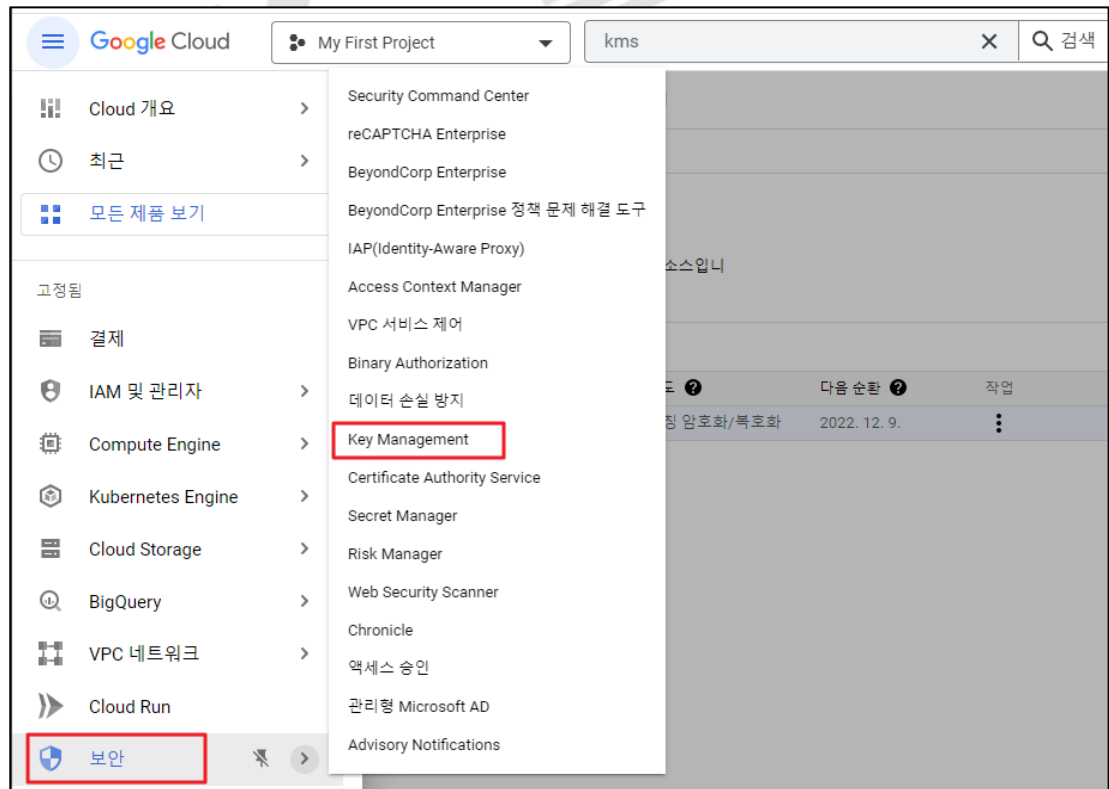 Google Cloud
My First Project
kms
검색
Cloud 개요
최근
모든 제품 보기
고정됨
결제
IAM 및 관리자
Compute Engine
Kubernetes Engine
Cloud Storage
BigQuery
VPC 네트워크
Cloud Run
보안
Security Command Center
reCAPTCHA Enterprise
BeyondCorp Enterprise
BeyondCorp Enterprise 정책 문제 해결 도구
IAP(Identity-Aware Proxy)
Access Context Manager
VPC 서비스 제어
Binary Authorization
데이터 손실 방지
Key Management
Certificate Authority Service
Secret Manager
Risk Manager
Web Security Scanner
Chronicle
액세스 승인
관리형 Microsoft AD
Advisory Notifications
소스입니
도 다음 순환 작업
칭 암호화/복호화 2022. 12. 9.